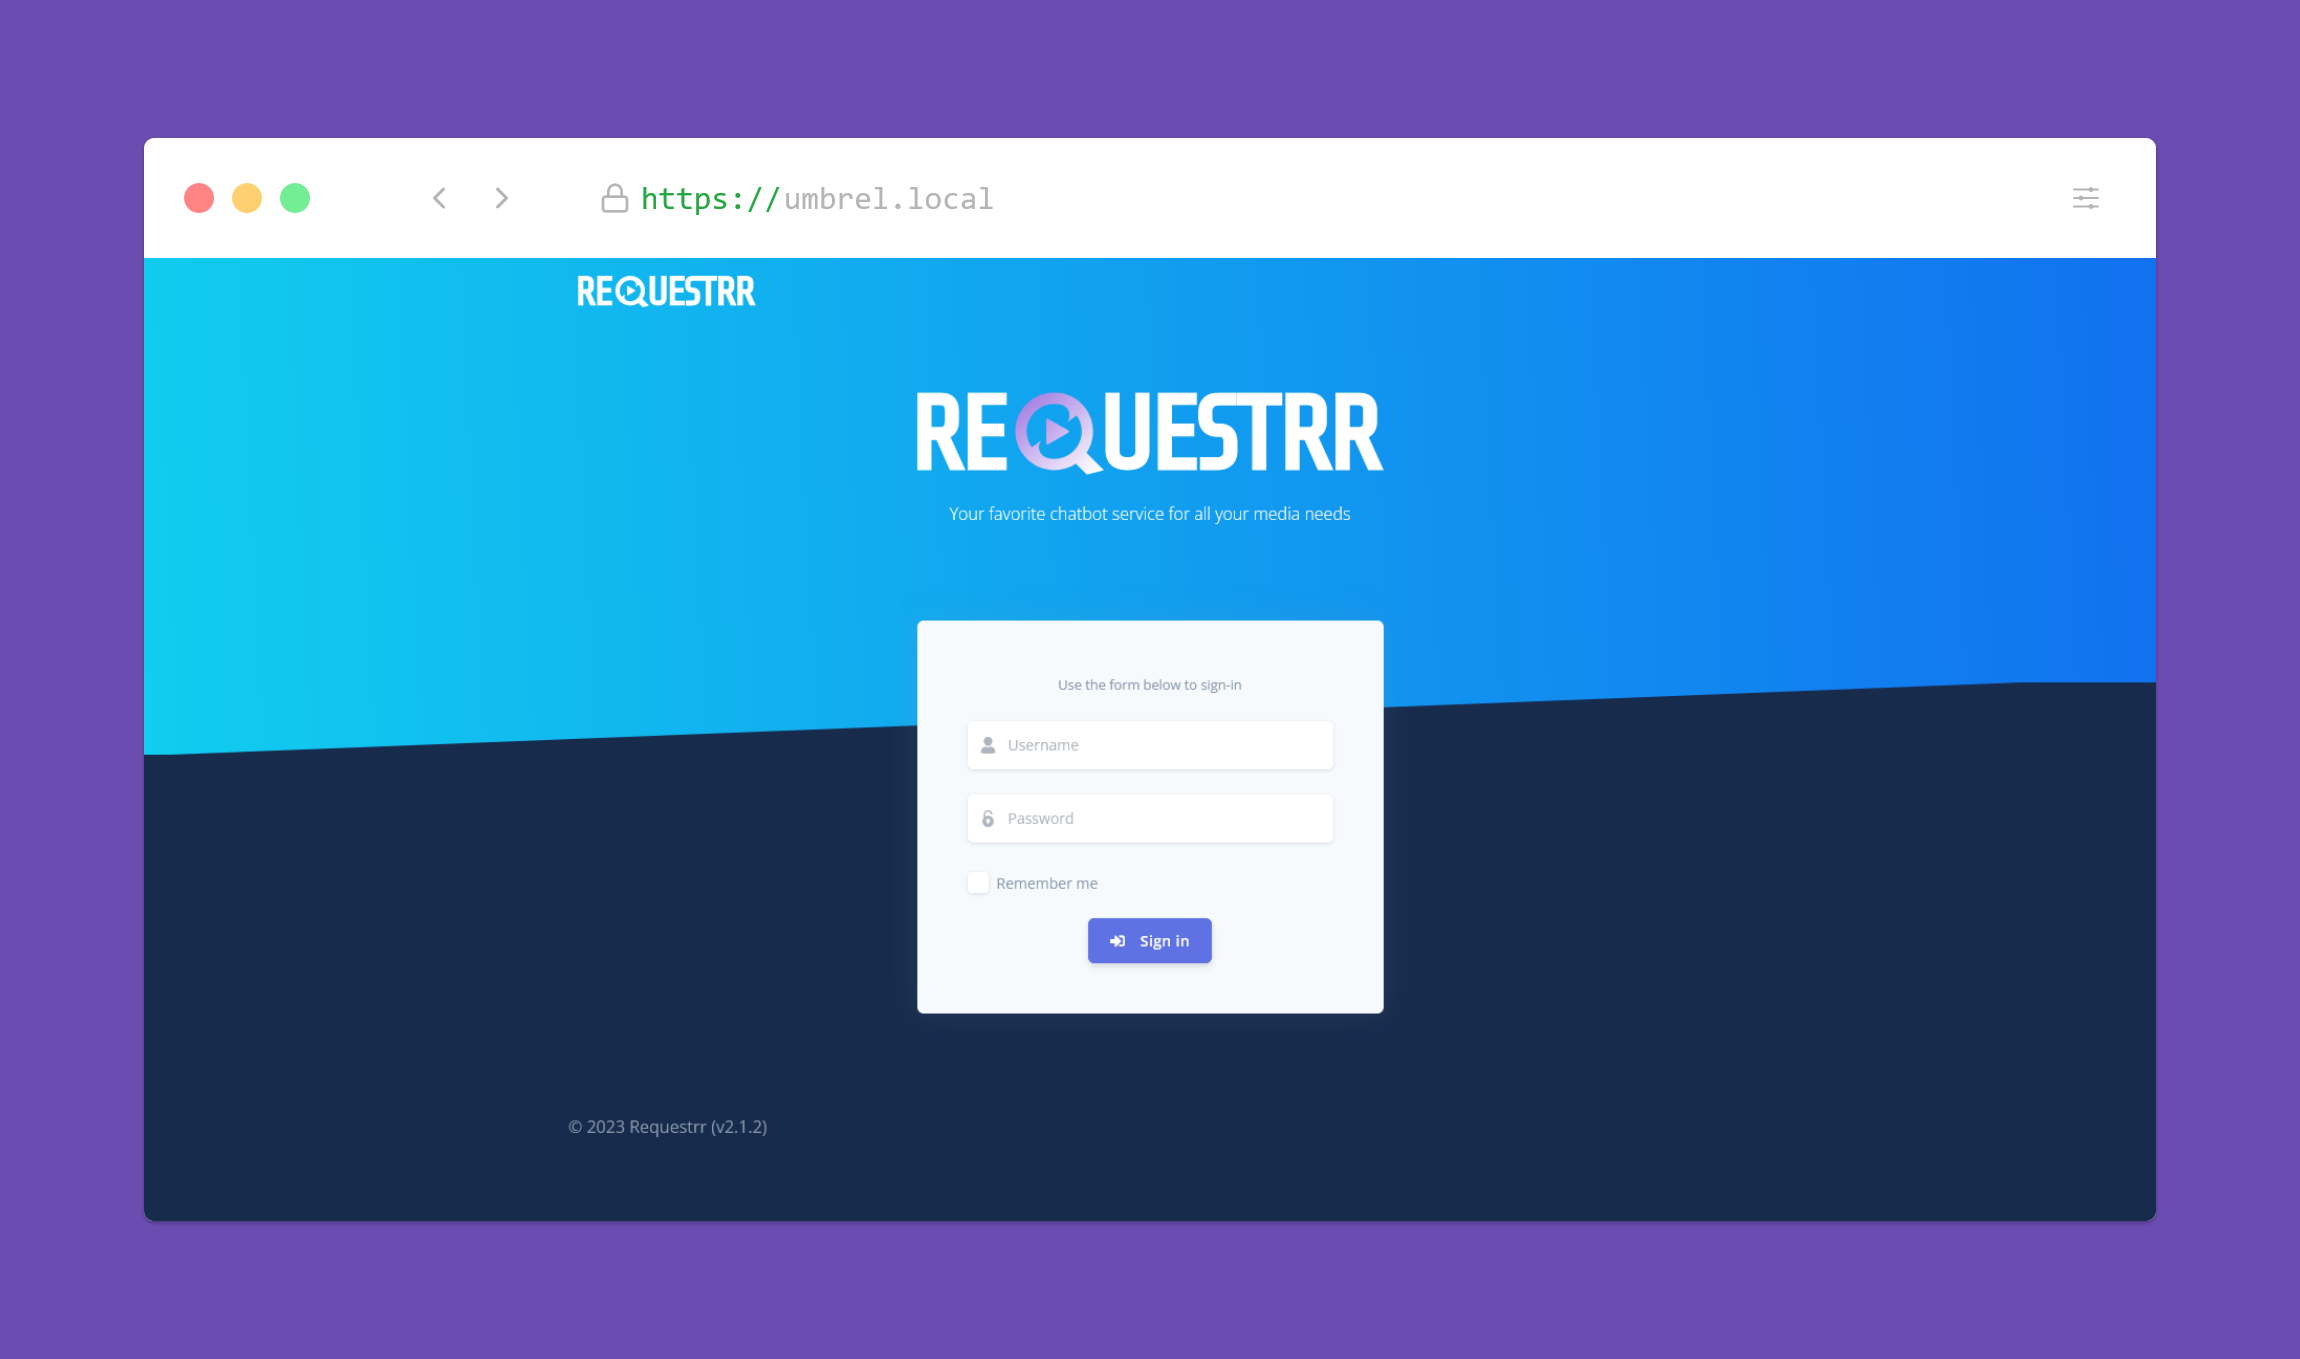 https://umbrel.local
REQUESTRR
REQUESTRR
Your favorite chatbot service for all your media needs
Use the form below to sign-in
Username
Password
Remember me
Sign in
© 2023 Requestrr (v2.1.2)